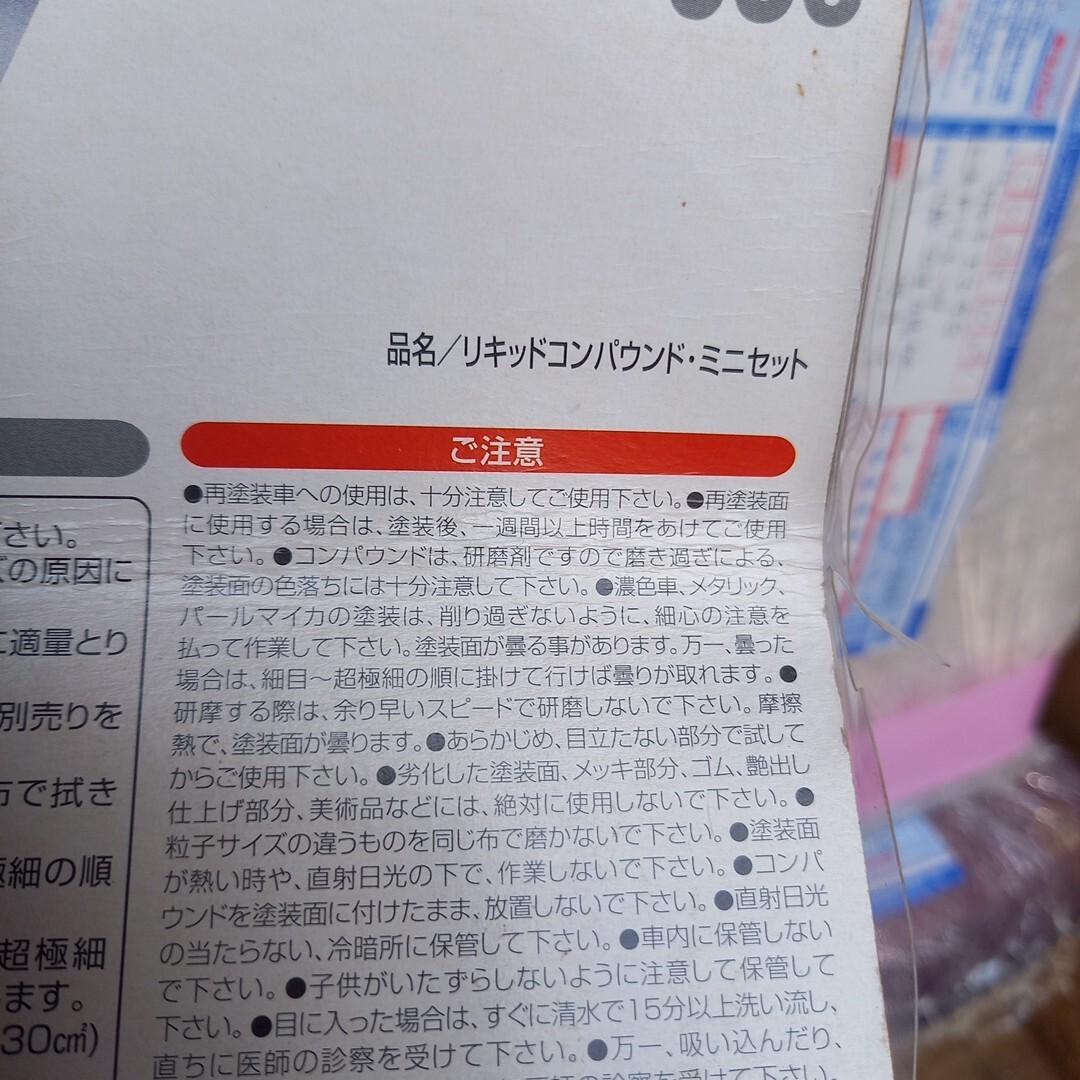 品名／リキッドコンパウンド・ミニセット
ご注意
●再塗装車への使用は、十分注意してご使用下さい。●再塗装面
に使用する場合は、塗装後、一週間以上時間をあけてご使用
下さい。●コンパウンドは、研磨剤ですので磨き過ぎによる、
塗装面の色落ちには十分注意して下さい。●濃色車、メタリック、
パールマイカの塗装は、削り過ぎないように、細心の注意を
払って作業して下さい。塗装面が曇る事があります。万一、曇った
場合は、細目～超極細の順に掛けて行けば曇りが取れます。●
研摩する際は、余り早いスピードで研磨しないで下さい。摩擦
熱で、塗装面が曇ります。●あらかじめ、目立たない部分で試して
からご使用下さい。●劣化した塗装面、メッキ部分、ゴム、艶出し
仕上げ部分、美術品などには、絶対に使用しないで下さい。●
粒子サイズの違うものを同じ布で磨かないで下さい。●塗装面
が熱い時や、直射日光の下で、作業しないで下さい。●コンパ
ウンドを塗装面に付けたまま、放置しないで下さい。●直射日光
の当たらない、冷暗所に保管して下さい。●車内に保管しない
で下さい。●子供がいたずらしないように注意して保管して
下さい。●目に入った場合は、すぐに清水で15分以上洗い流し、
直ちに医師の診察を受けて下さい。●万一、吸い込んだり、
の診察を受けて下さい。
さい。
の原因に
適量とり
別売りを
布で拭き
極細の順
超極細
ます。
30㎠)